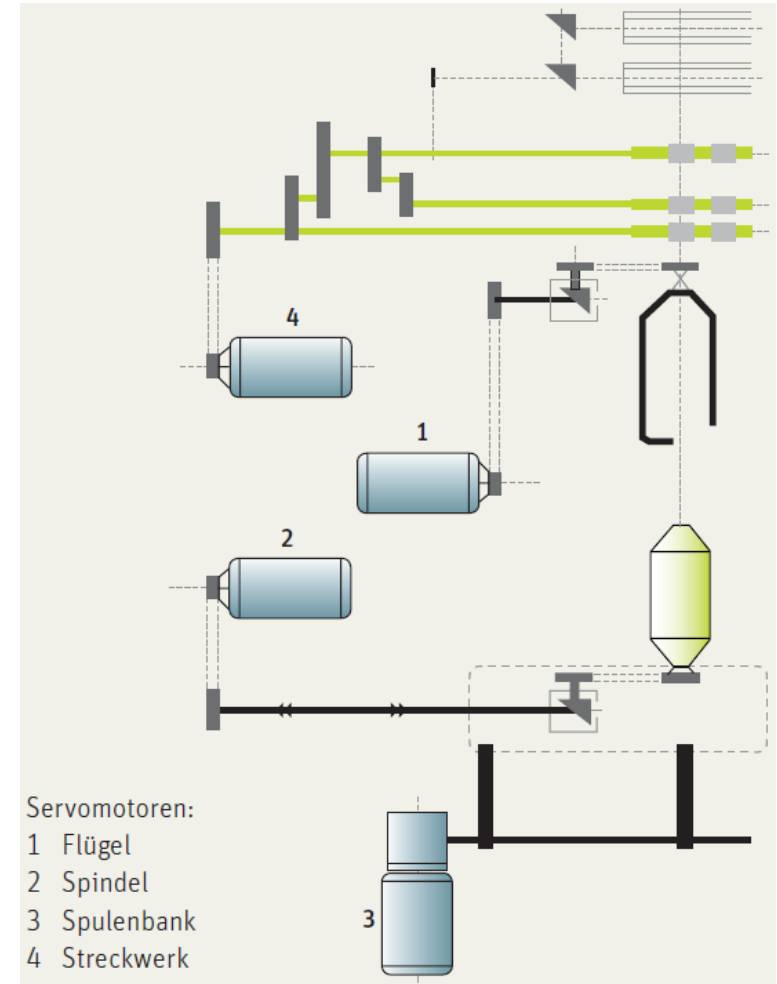 4
1
2
3
Servomotoren:
1 Flügel
2 Spindel
3 Spulenbank
4 Streckwerk